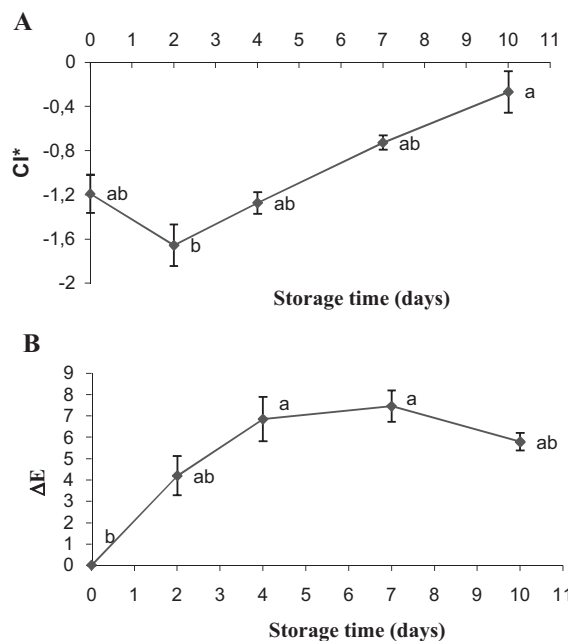 A
0 1 2 3 4 5 6 7 8 9 10 11
0
-0,4
-0,8
-1,2
-1,6
-2
CI*
ab
b
ab
ab
a
Storage time (days)
B
9
8
7
6
5
4
3
2
1
0
ΔE
b
ab
a
a
ab
0 1 2 3 4 5 6 7 8 9 10 11
Storage time (days)